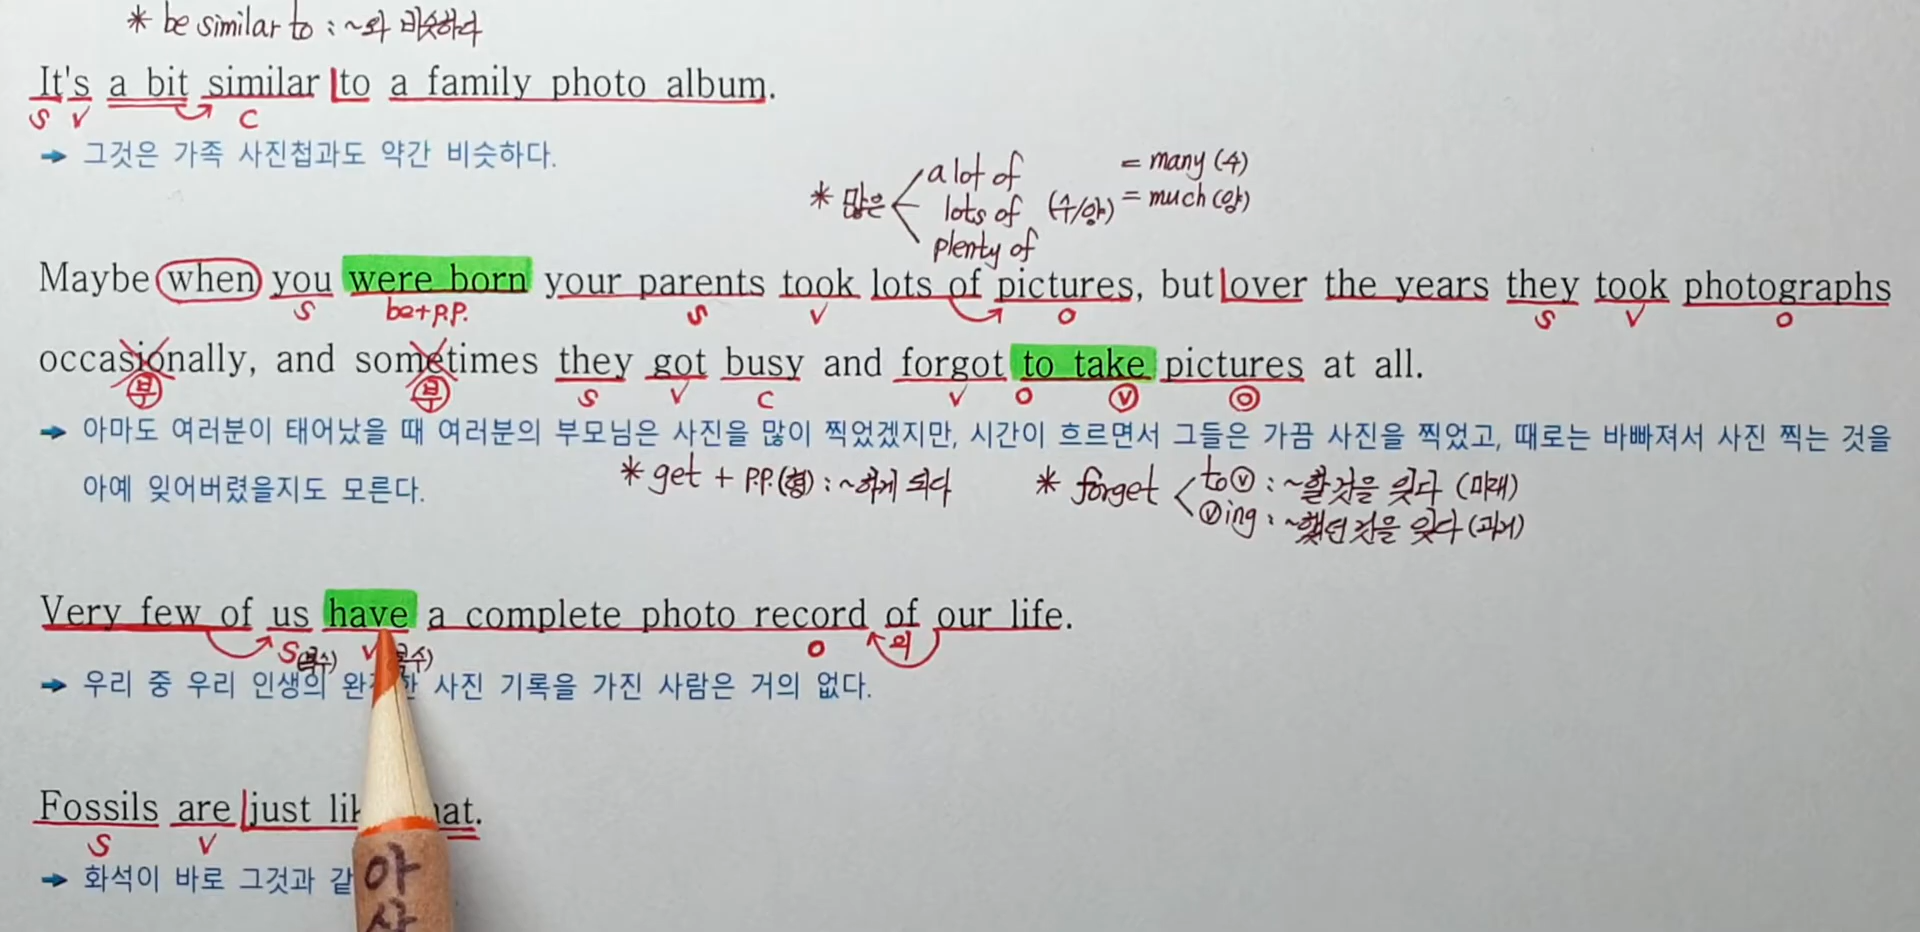 * be similar to : ~와 비슷하다
It's a bit similar to a family photo album.
S V C
→ 그것은 가족 사진첩과도 약간 비슷하다.
* 많은 a lot of = many (수)
lots of (수/양) = much (양)
plenty of
Maybe when you were born your parents took lots of pictures, but over the years they took photographs
S be+p.p. S V O S V O
occasionally, and sometimes they got busy and forgot to take pictures at all.
부 부 S V C V O V O
→ 아마도 여러분이 태어났을 때 여러분의 부모님은 사진을 많이 찍었겠지만, 시간이 흐르면서 그들은 가끔 사진을 찍었고, 때로는 바빠져서 사진 찍는 것을
아예 잊어버렸을지도 모른다.
* get + p.p.(형) : ~하게 되다 * forget to ⓥ : ~할 것을 잊다 (미래)
ⓥing : ~했던 것을 잊다 (과거)
Very few of us have a complete photo record of our life.
S(복수) V 수) O 의
→ 우리 중 우리 인생의 사진 기록을 가진 사람은 거의 없다.
Fossils are just at.
S V
→ 화석이 바로 그것과 같
아